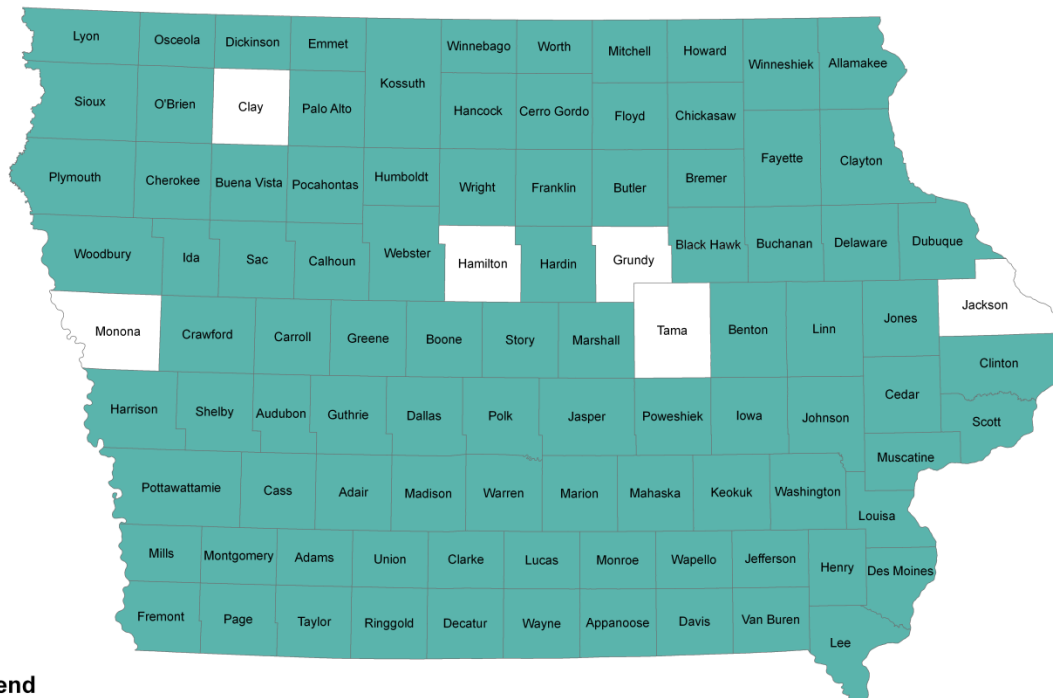 Lyon
Osceola
Dickinson
Emmet
Kossuth
Winnebago
Worth
Mitchell
Howard
Winneshiek
Allamakee
Sioux
O'Brien
Clay
Palo Alto
Hancock
Cerro Gordo
Floyd
Chickasaw
Fayette
Clayton
Plymouth
Cherokee
Buena Vista
Pocahontas
Humboldt
Wright
Franklin
Butler
Bremer
Woodbury
Ida
Sac
Calhoun
Webster
Hamilton
Hardin
Grundy
Black Hawk
Buchanan
Delaware
Dubuque
Monona
Crawford
Carroll
Greene
Boone
Story
Marshall
Tama
Benton
Linn
Jones
Jackson
Clinton
Harrison
Shelby
Audubon
Guthrie
Dallas
Polk
Jasper
Poweshiek
Iowa
Johnson
Cedar
Scott
Muscatine
Pottawattamie
Cass
Adair
Madison
Warren
Marion
Mahaska
Keokuk
Washington
Louisa
Mills
Montgomery
Adams
Union
Clarke
Lucas
Monroe
Wapello
Jefferson
Henry
Des Moines
Fremont
Page
Taylor
Ringgold
Decatur
Wayne
Appanoose
Davis
Van Buren
Lee
end